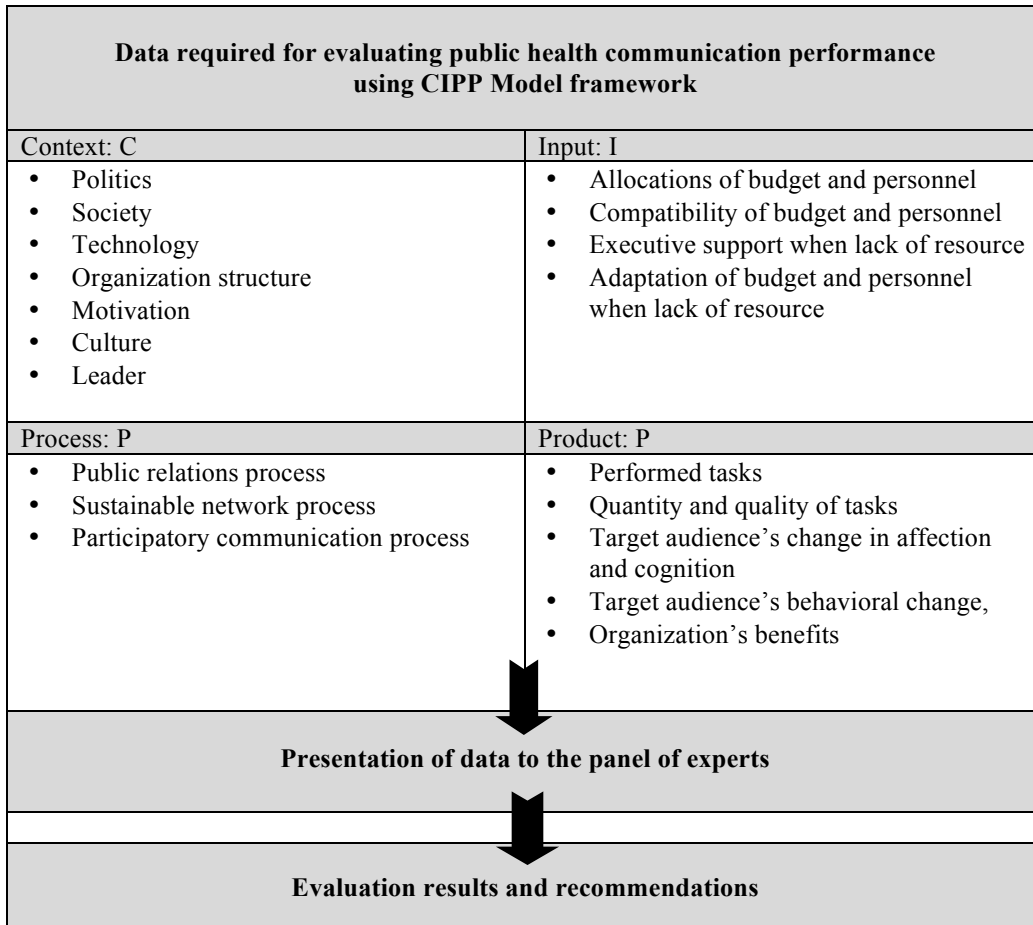 Data required for evaluating public health communication performance
using CIPP Model framework
Context: C
• Politics
• Society
• Technology
• Organization structure
• Motivation
• Culture
• Leader
Input: I
• Allocations of budget and personnel
• Compatibility of budget and personnel
• Executive support when lack of resource
• Adaptation of budget and personnel
when lack of resource
Process: P
• Public relations process
• Sustainable network process
• Participatory communication process
Product: P
• Performed tasks
• Quantity and quality of tasks
• Target audience’s change in affection
and cognition
• Target audience’s behavioral change,
• Organization’s benefits
Presentation of data to the panel of experts
Evaluation results and recommendations